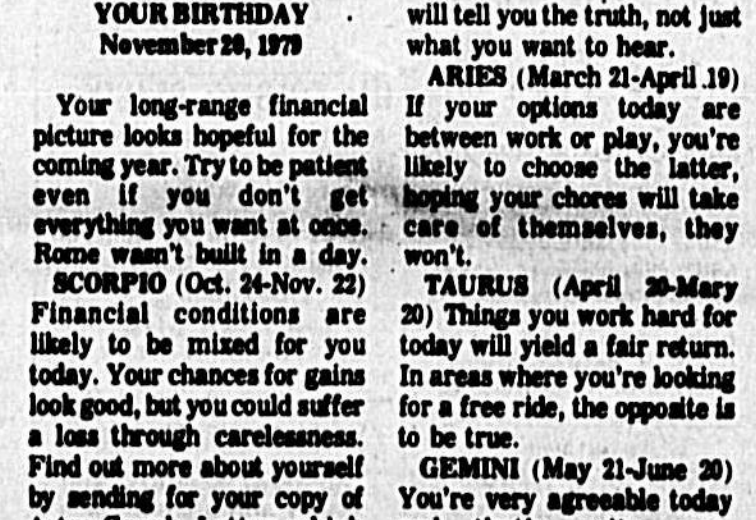 YOUR BIRTHDAY
November 20, 1979
Your long-range financial
picture looks hopeful for the
coming year. Try to be patient
even if you don't get
everything you want at once.
Rome wasn't built in a day.
SCORPIO (Oct. 24-Nov. 22)
Financial conditions are
likely to be mixed for you
today. Your chances for gains
look good, but you could suffer
a loss through carelessness.
Find out more about yourself
by sending for your copy of
will tell you the truth, not just
what you want to hear.
ARIES (March 21-April 19)
If your options today are
between work or play, you're
likely to choose the latter,
hoping your chores will take
care of themselves, they
won't.
TAURUS (April 20-Mary
20) Things you work hard for
today will yield a fair return.
In areas where you're looking
for a free ride, the opposite is
to be true.
GEMINI (May 21-June 20)
You're very agreeable today